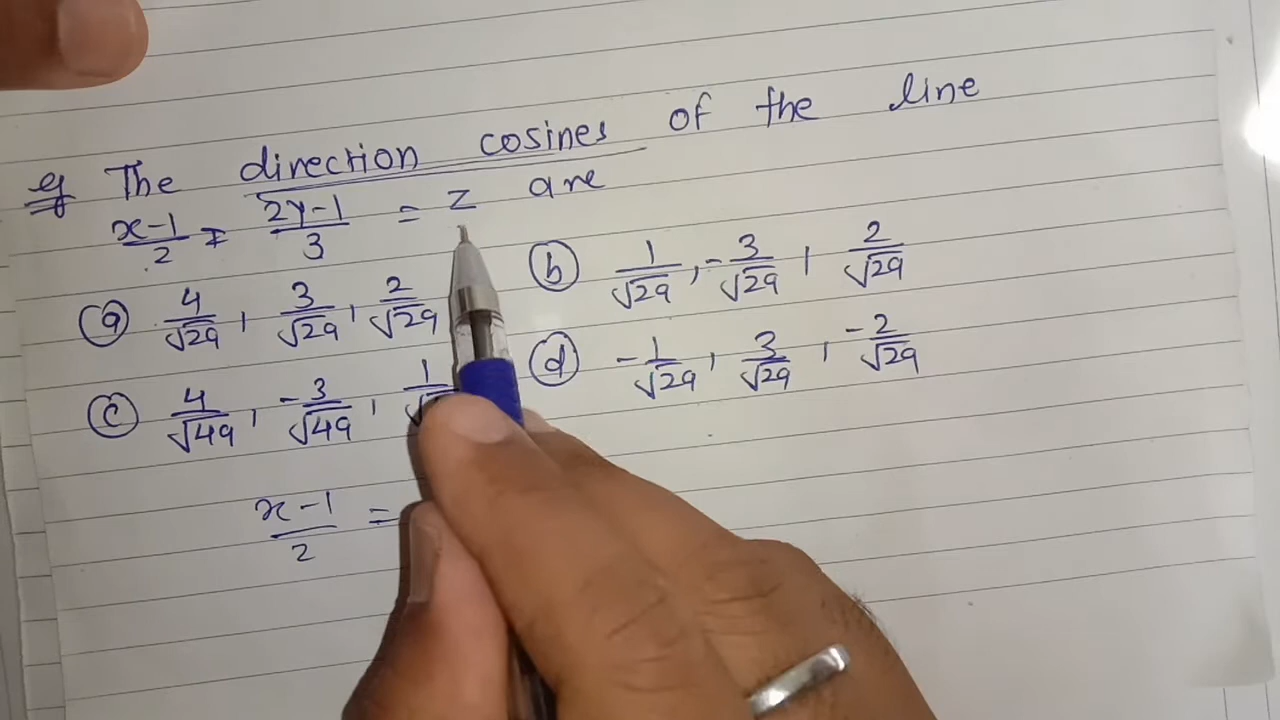 eg The direction cosines of the line
x-1/2 = 2y-1/3 = z are
(a) 4/√29, 3/√29, 2/√29 (b) 1/√29, -3/√29, 2/√29
(c) 4/√49, -3/√49, 1/√ (d) -1/√29, 3/√29, -2/√29
x-1/2 =